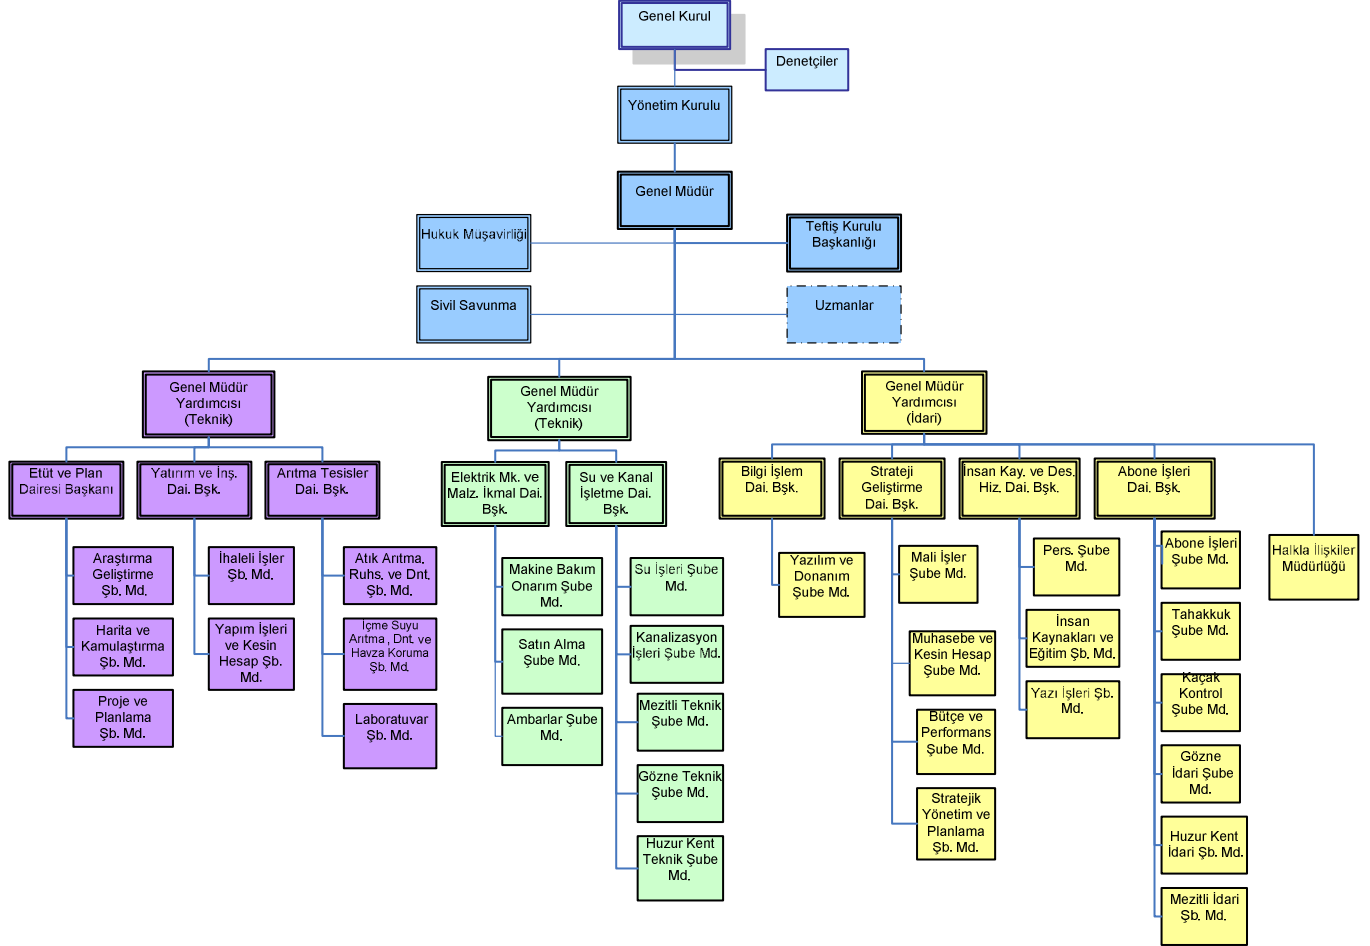 Genel Kurul
Denetçiler
Yönetim Kurulu
Genel Müdür
Hukuk Müşavirliği
Teftiş Kurulu
Başkanlığı
Sivil Savunma
Uzmanlar
Genel Müdür
Yardımcısı
(Teknik)
Genel Müdür
Yardımcısı
(Teknik)
Genel Müdür
Yardımcısı
(İdari)
Etüt ve Plan
Dairesi Başkanı
Yatırım ve İnş.
Dai. Bşk.
Arıtma Tesisler
Dai. Bşk.
Elektrik Mk. ve
Malz. İkmal Dai.
Bşk.
Su ve Kanal
İşletme Dai.
Bşk.
Bilgi İşlem
Dai. Bşk.
Strateji
Geliştirme
Dai. Bşk.
İnsan Kay. ve Des.
Hiz. Dai. Bşk.
Abone İşleri
Dai. Bşk.
Araştırma
Geliştirme
Şb. Md.
Harita ve
Kamulaştırma
Şb. Md.
Proje ve
Planlama
Şb. Md.
İhaleli İşler
Şb. Md.
Yapım İşleri
ve Kesin
Hesap Şb.
Md.
Atık Arıtma,
Ruhs. ve Dnt.
Şb. Md.
İçme Suyu
Arıtma , Dnt. ve
Havza Koruma
Şb. Md.
Laboratuvar
Şb. Md.
Makine Bakım
Onarım Şube
Md.
Satın Alma
Şube Md.
Ambarlar Şube
Md.
Su İşleri Şube
Md.
Kanalizasyon
İşleri Şube Md.
Mezitli Teknik
Şube Md.
Gözne Teknik
Şube Md.
Huzur Kent
Teknik Şube
Md.
Yazılım ve
Donanım
Şube Md.
Mali İşler
Şube Md.
Muhasebe ve
Kesin Hesap
Şube Md.
Bütçe ve
Performans
Şube Md.
Stratejik
Yönetim ve
Planlama
Şb. Md.
Pers. Şube
Md.
İnsan
Kaynakları ve
Eğitim Şb. Md.
Yazı İşleri Şb.
Md.
Abone İşleri
Şube Md.
Tahakkuk
Şube Md.
Kaçak
Kontrol
Şube Md.
Gözne
İdari Şube
Md.
Huzur Kent
İdari Şb. Md.
Mezitli İdari
Şb. Md.
Halkla İlişkiler
Müdürlüğü